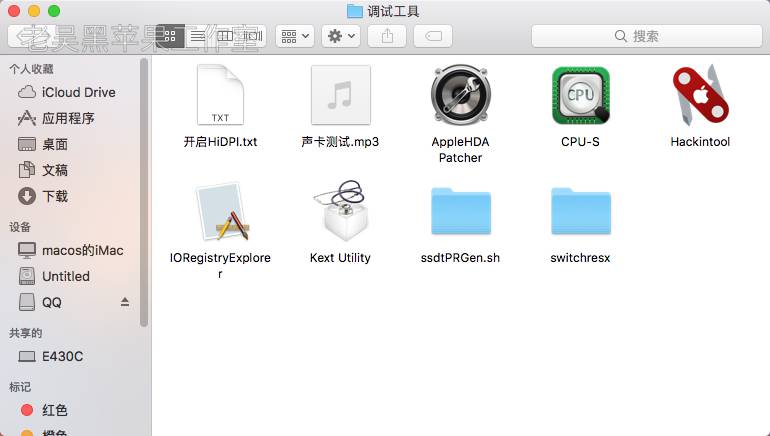 调试工具
老吴黑苹果工作室
搜索
个人收藏
iCloud Drive
应用程序
桌面
文稿
下载
设备
macos的iMac
Untitled
QQ
共享的
E430C
标记
红色
橙色
TXT
开启HiDPI.txt
声卡测试.mp3
AppleHDA
Patcher
CPU
CPU-S
Hackintool
IORegistryExplore
r
Kext Utility
ssdtPRGen.sh
switchresx